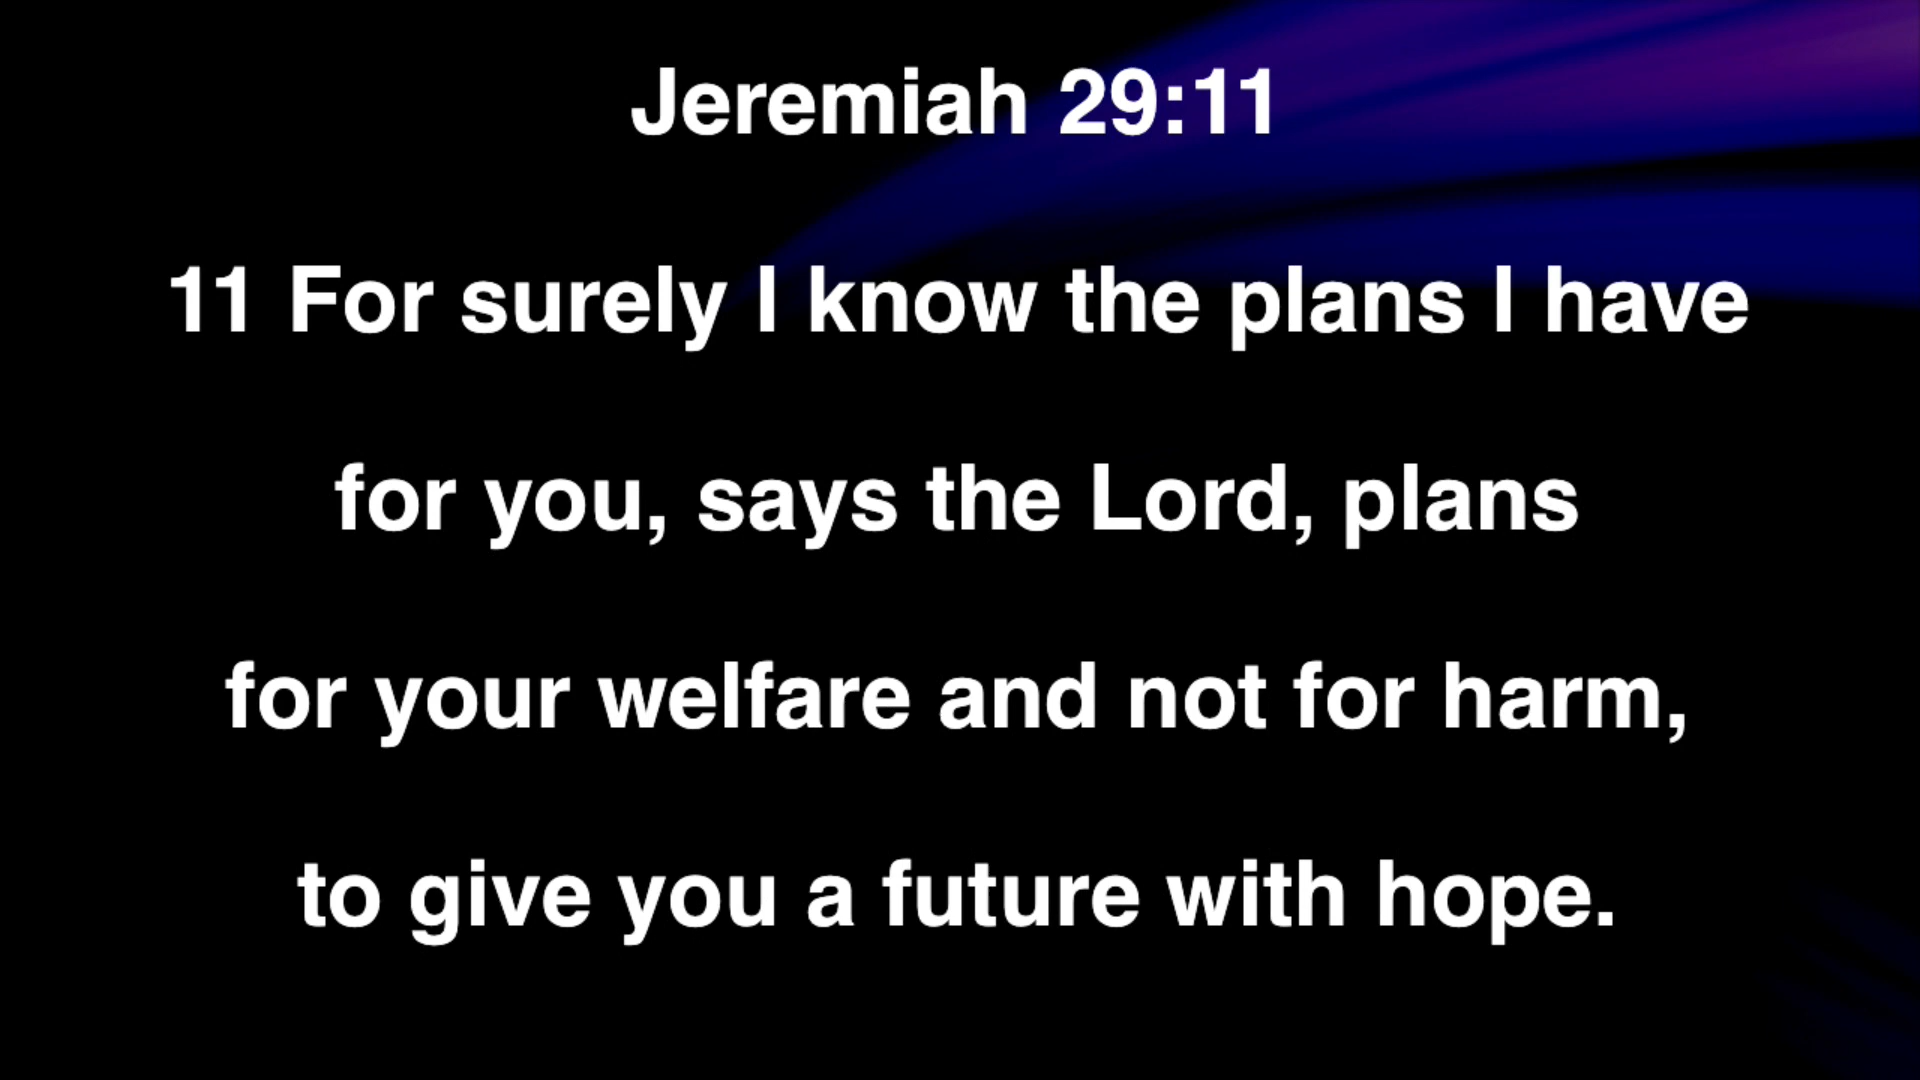 Jeremiah 29:11
11 For surely I know the plans I have
for you, says the Lord, plans
for your welfare and not for harm,
to give you a future with hope.